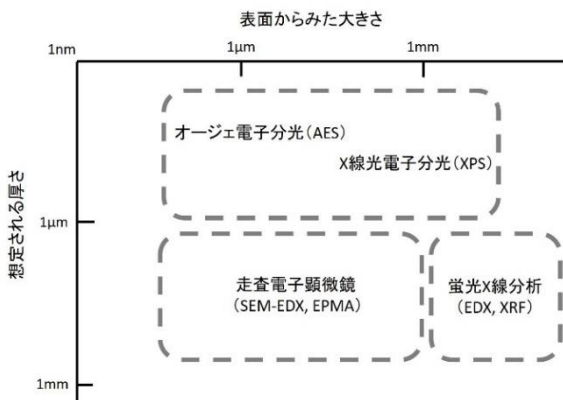 表面からみた大きさ
1nm
1μm
1mm
オージェ電子分光(AES)
X線光電子分光(XPS)
想定される厚さ
1μm
走査電子顕微鏡
(SEM-EDX, EPMA)
蛍光X線分析
(EDX, XRF)
1mm